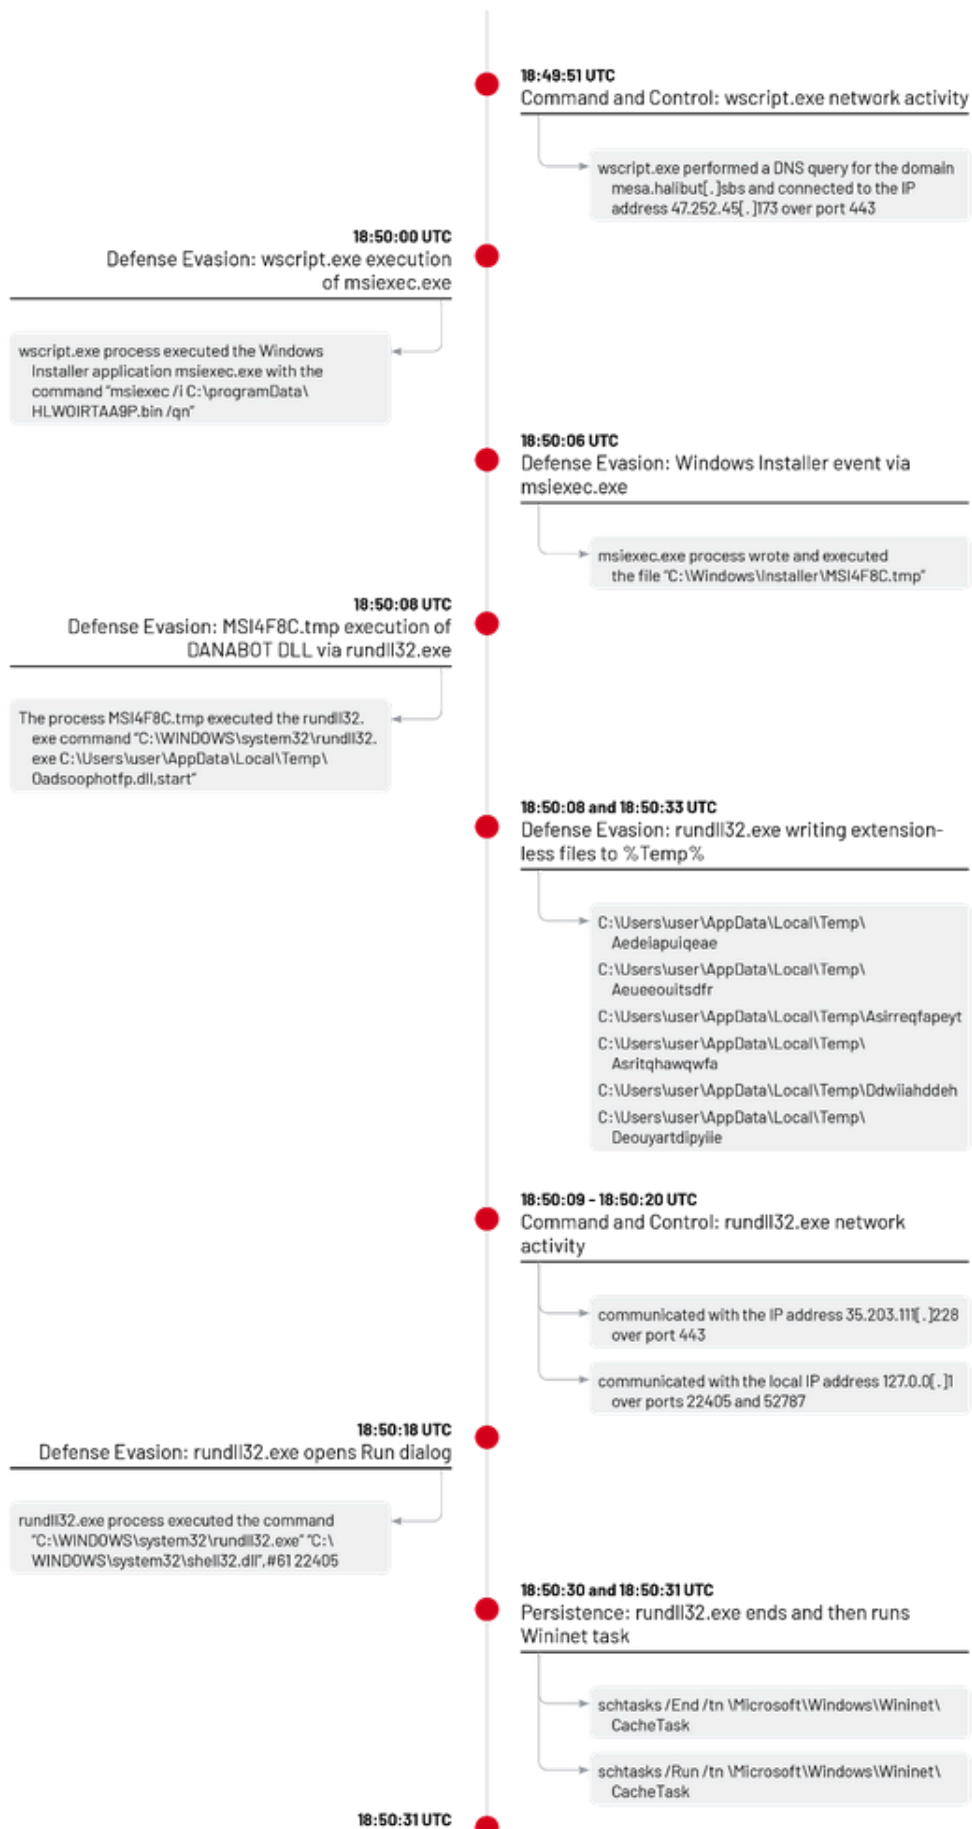 18:49:51 UTC
Command and Control: wscript.exe network activity
wscript.exe performed a DNS query for the domain
mesa.halibut[.]sbs and connected to the IP
address 47.252.45[.]173 over port 443
18:50:00 UTC
Defense Evasion: wscript.exe execution
of msiexec.exe
wscript.exe process executed the Windows
Installer application msiexec.exe with the
command "msiexec /i C:\programData\
HLWOIRTAA9P.bin /qn"
18:50:06 UTC
Defense Evasion: Windows Installer event via
msiexec.exe
msiexec.exe process wrote and executed
the file "C:\Windows\Installer\MSI4F8C.tmp"
18:50:08 UTC
Defense Evasion: MSI4F8C.tmp execution of
DANABOT DLL via rundll32.exe
The process MSI4F8C.tmp executed the rundll32.
exe command "C:\WINDOWS\system32\rundll32.
exe C:\Users\user\AppData\Local\Temp\
Oadsoophotfp.dll,start"
18:50:08 and 18:50:33 UTC
Defense Evasion: rundll32.exe writing extension-
less files to %Temp%
C:\Users\user\AppData\Local\Temp\
Aedeiapuiqeae
C:\Users\user\AppData\Local\Temp\
Aeueeouitsdfr
C:\Users\user\AppData\Local\Temp\Asirreqfapeyt
C:\Users\user\AppData\Local\Temp\
Asritqhawqwfa
C:\Users\user\AppData\Local\Temp\Ddwiiahddeh
C:\Users\user\AppData\Local\Temp\
Deouyartdipyiie
18:50:09 - 18:50:20 UTC
Command and Control: rundll32.exe network
activity
communicated with the IP address 35.203.111[.]228
over port 443
communicated with the local IP address 127.0.0[.]1
over ports 22405 and 52787
18:50:18 UTC
Defense Evasion: rundll32.exe opens Run dialog
rundll32.exe process executed the command
"C:\WINDOWS\system32\rundll32.exe" "C:\
WINDOWS\system32\shell32.dll",#61 22405
18:50:30 and 18:50:31 UTC
Persistence: rundll32.exe ends and then runs
Wininet task
schtasks /End /tn \Microsoft\Windows\Wininet\
CacheTask
schtasks /Run /tn \Microsoft\Windows\Wininet\
CacheTask
18:50:31 UTC